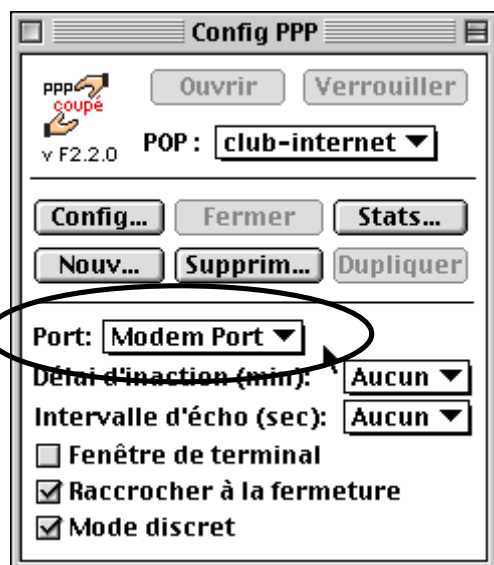 Config PPP
PPP
coupé
v F2.2.0
Ouvrir Verrouiller
POP : club-internet
Config... Fermer Stats...
Nouv... Supprim... Dupliquer
Port: Modem Port
Délai d'inaction (min): Aucun
Intervalle d'écho (sec): Aucun
Fenêtre de terminal
Raccrocher à la fermeture
Mode discret